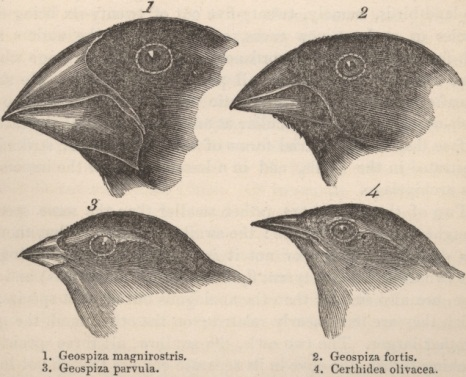 1
2
3
4
1. Geospiza magnirostris. 2. Geospiza fortis.
3. Geospiza parvula. 4. Certhidea olivacea.